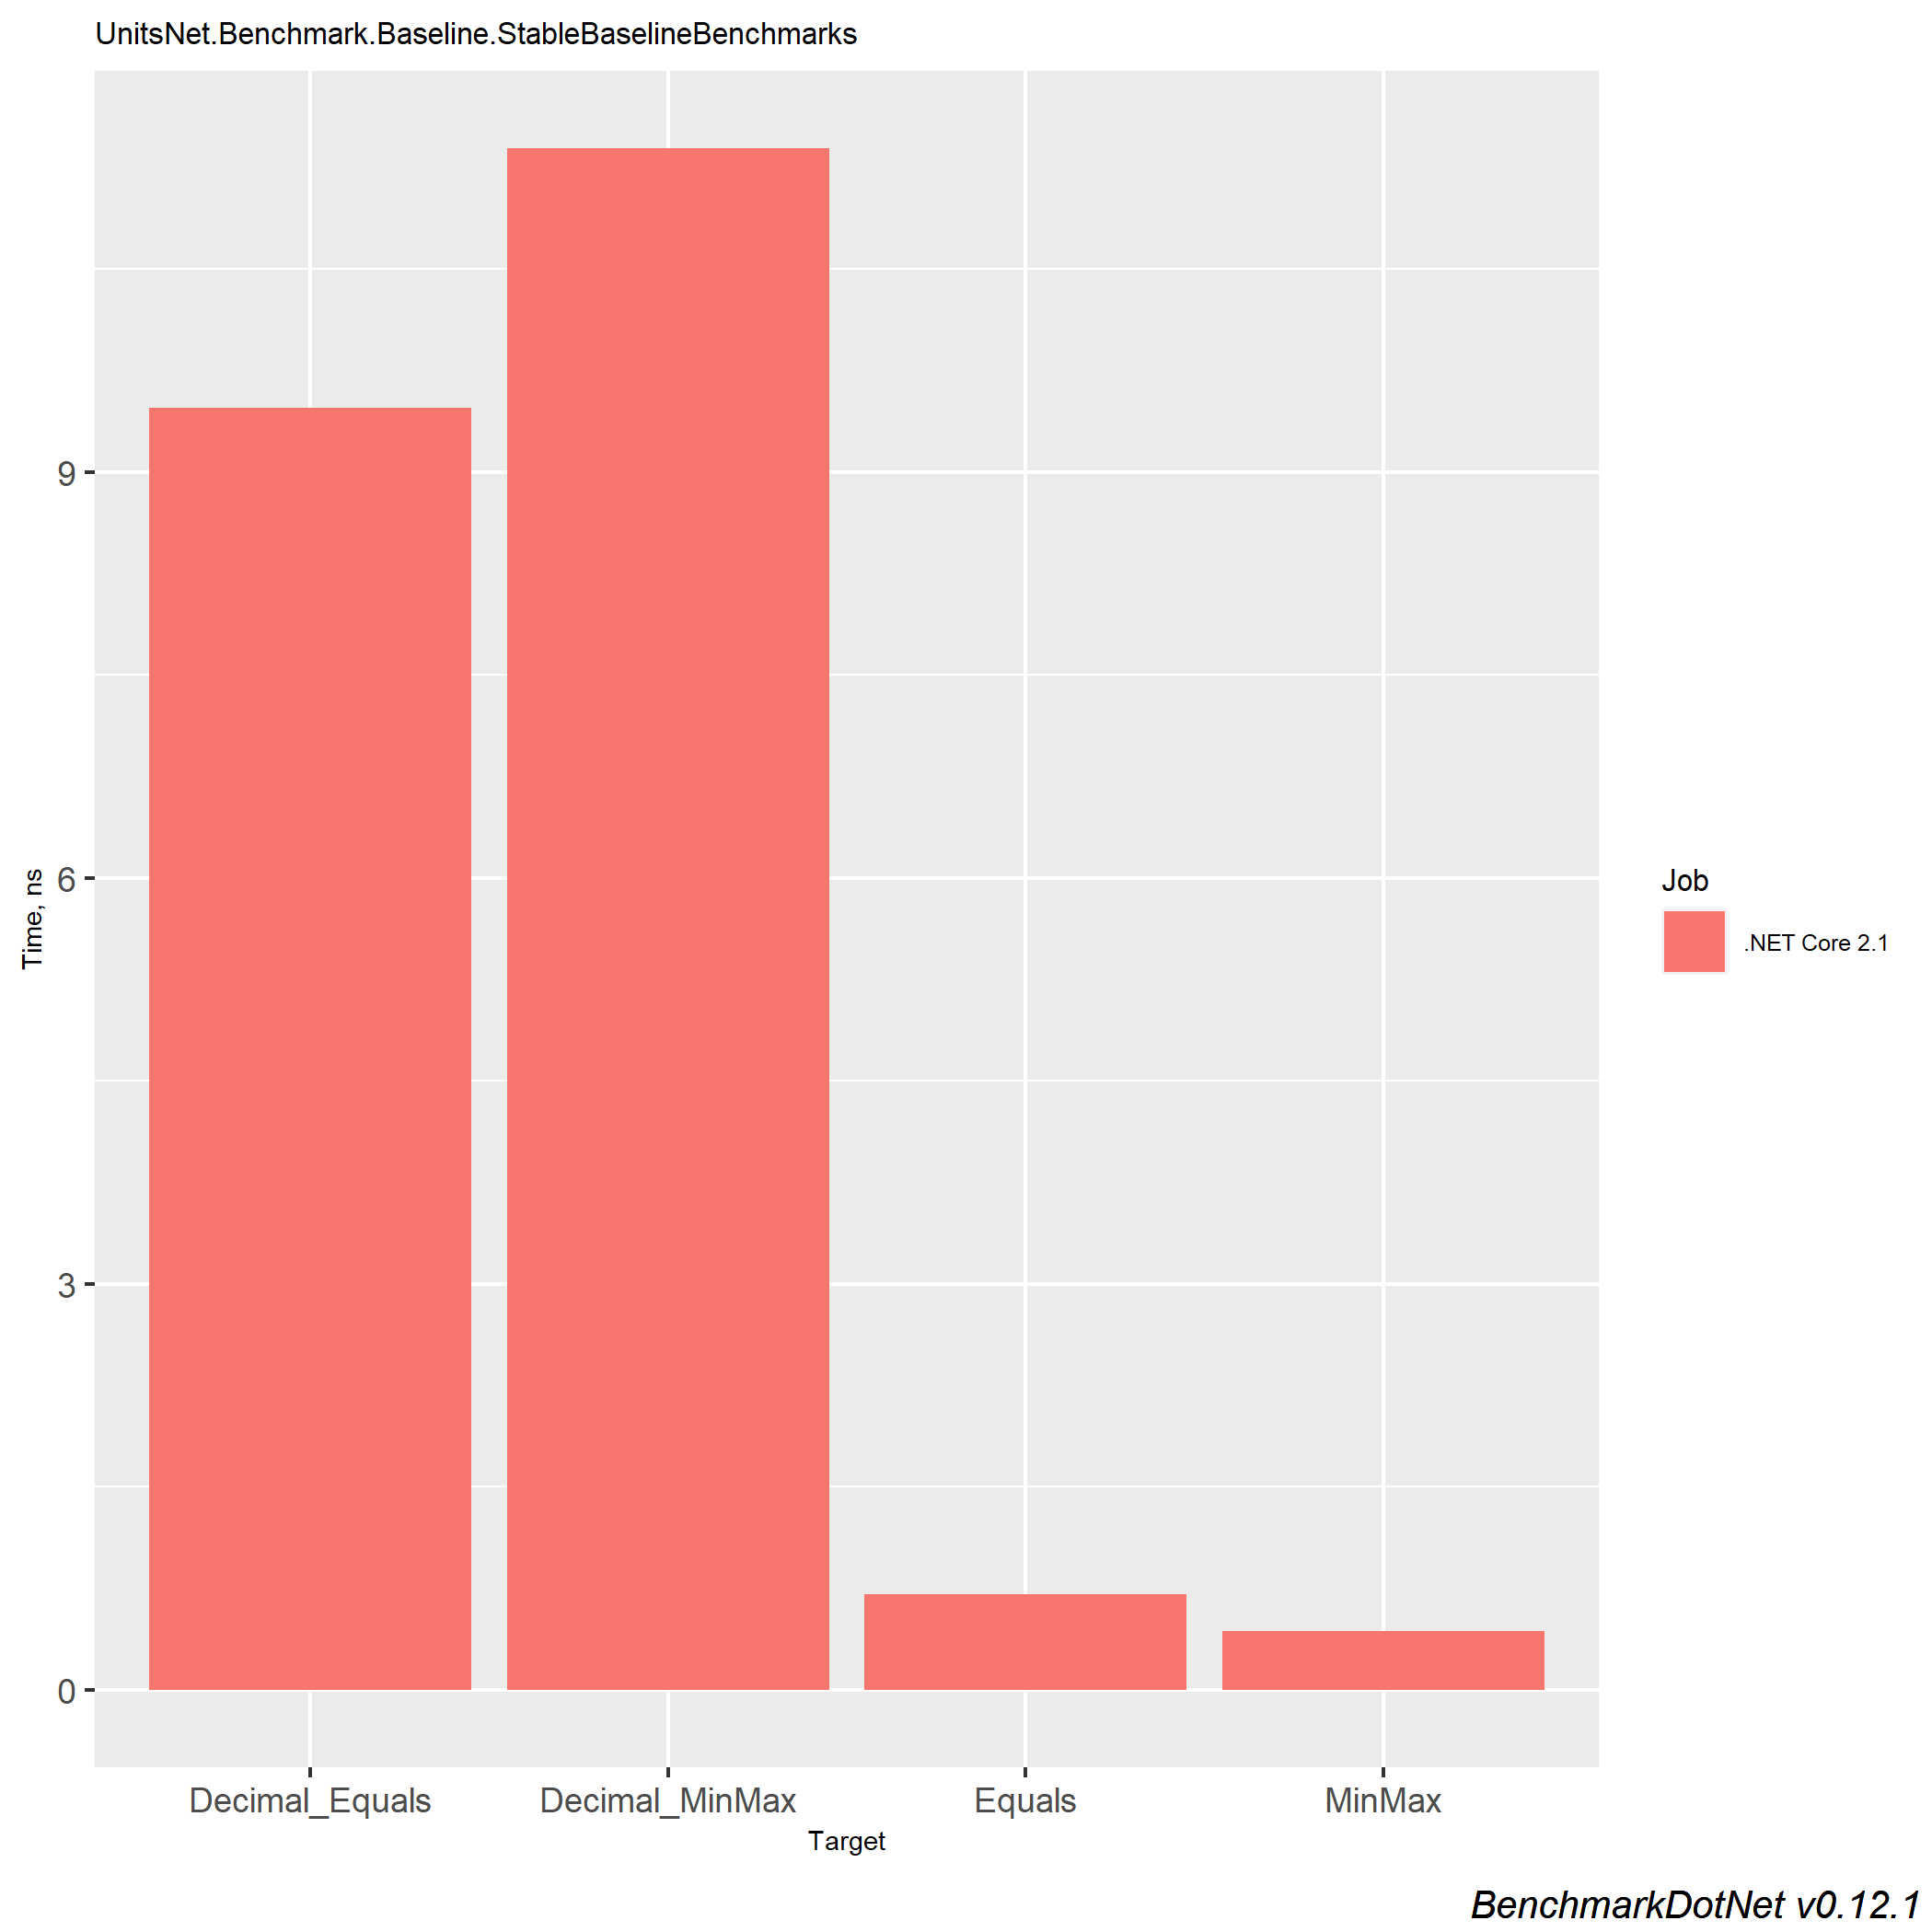 UnitsNet.Benchmark.Baseline.StableBaselineBenchmarks
Time, ns
9
6
3
0
Decimal_Equals
Decimal_MinMax
Equals
MinMax
Target
Job
.NET Core 2.1
BenchmarkDotNet v0.12.1